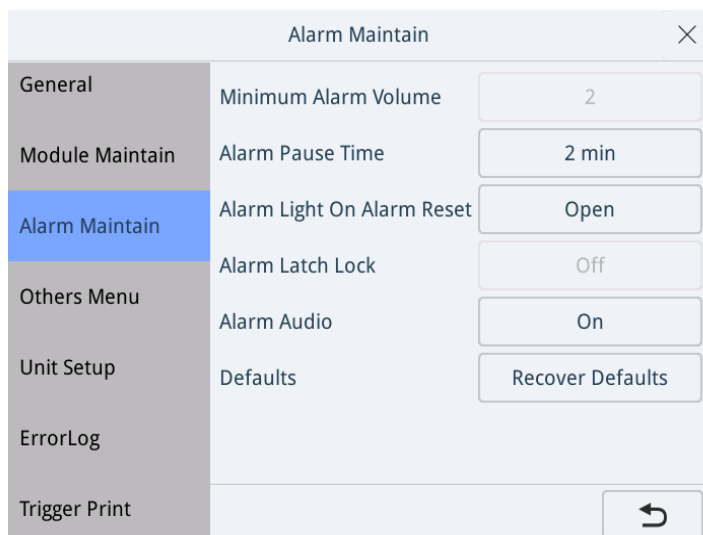 Alarm Maintain
General
Module Maintain
Alarm Maintain
Others Menu
Unit Setup
ErrorLog
Trigger Print
Minimum Alarm Volume 2
Alarm Pause Time 2 min
Alarm Light On Alarm Reset Open
Alarm Latch Lock Off
Alarm Audio On
Defaults Recover Defaults